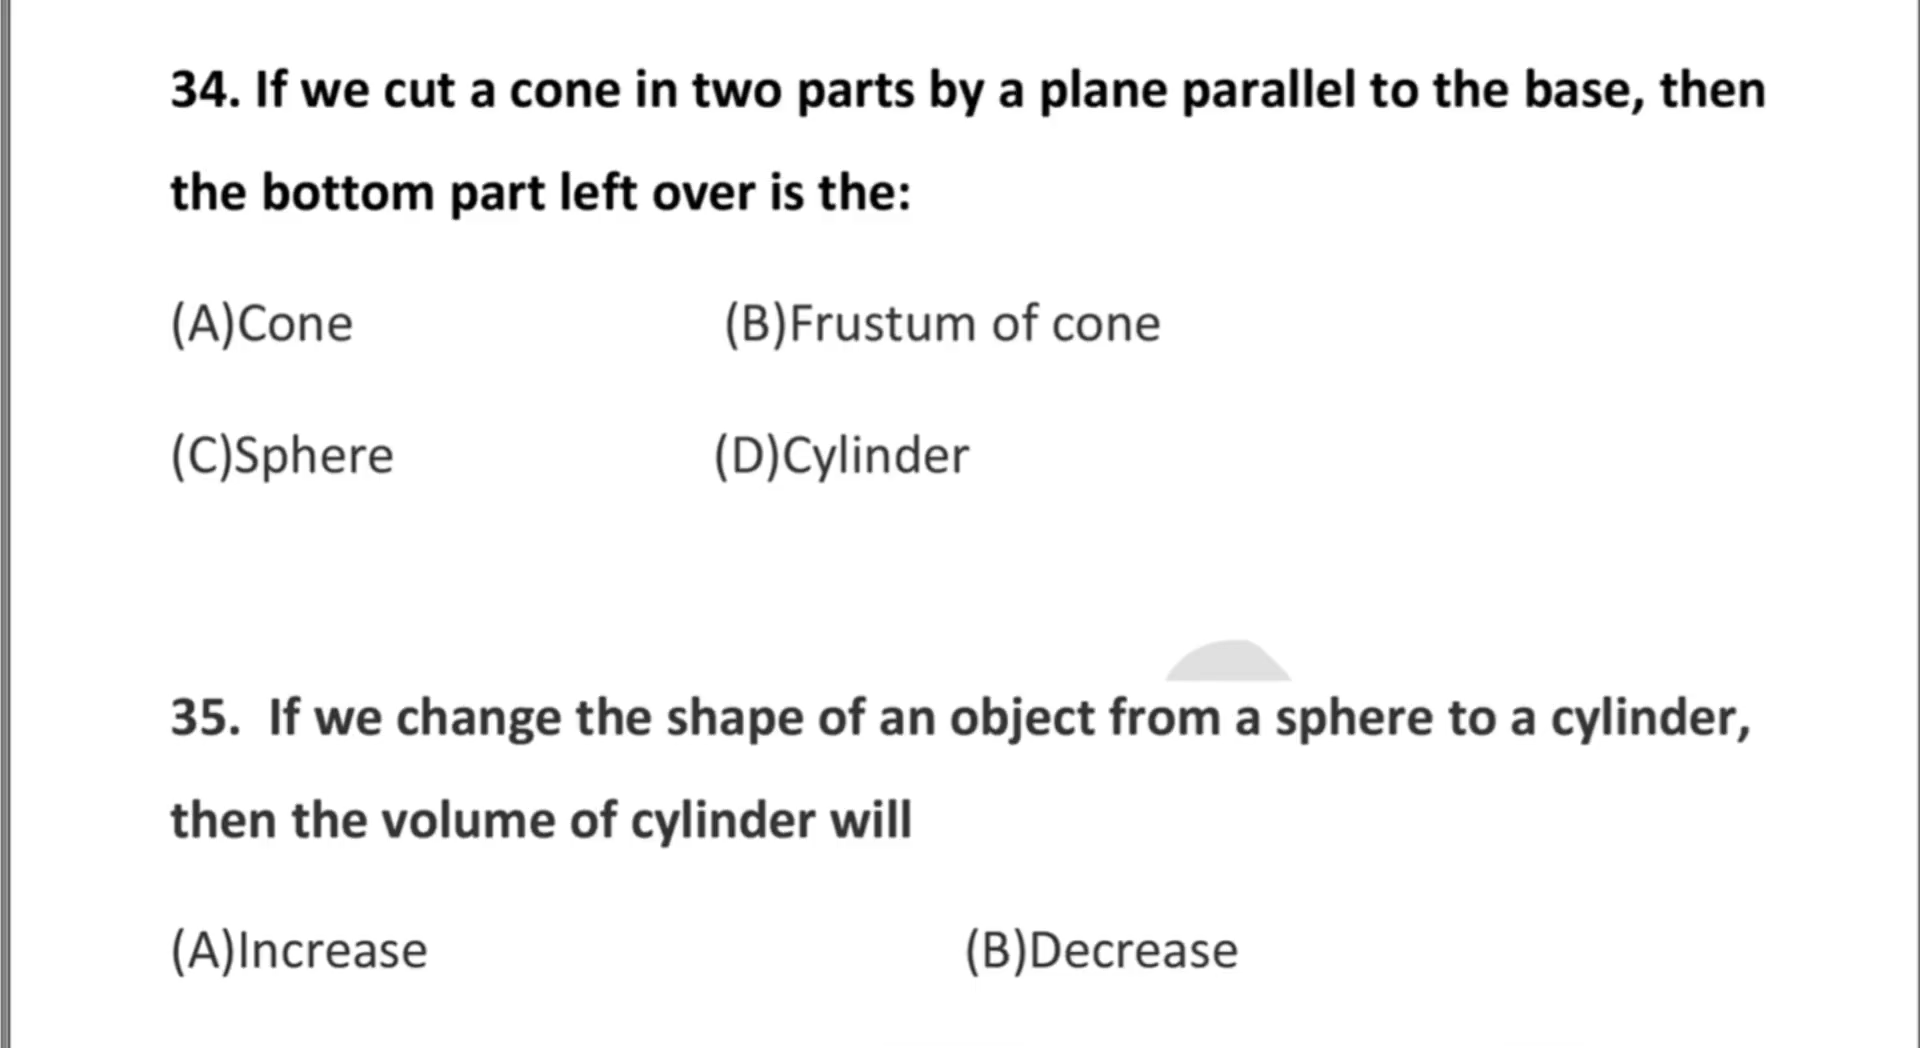 34. If we cut a cone in two parts by a plane parallel to the base, then
the bottom part left over is the:
(A)Cone (B)Frustum of cone
(C)Sphere (D)Cylinder
35. If we change the shape of an object from a sphere to a cylinder,
then the volume of cylinder will
(A)Increase (B)Decrease